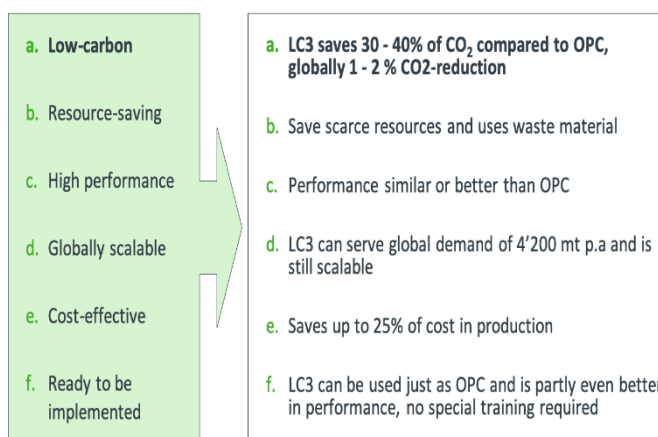 a. Low-carbon
b. Resource-saving
c. High performance
d. Globally scalable
e. Cost-effective
f. Ready to be
implemented
a. LC3 saves 30 - 40% of CO₂ compared to OPC,
globally 1 - 2 % CO2-reduction
b. Save scarce resources and uses waste material
c. Performance similar or better than OPC
d. LC3 can serve global demand of 4’200 mt p.a and is
still scalable
e. Saves up to 25% of cost in production
f. LC3 can be used just as OPC and is partly even better
in performance, no special training required